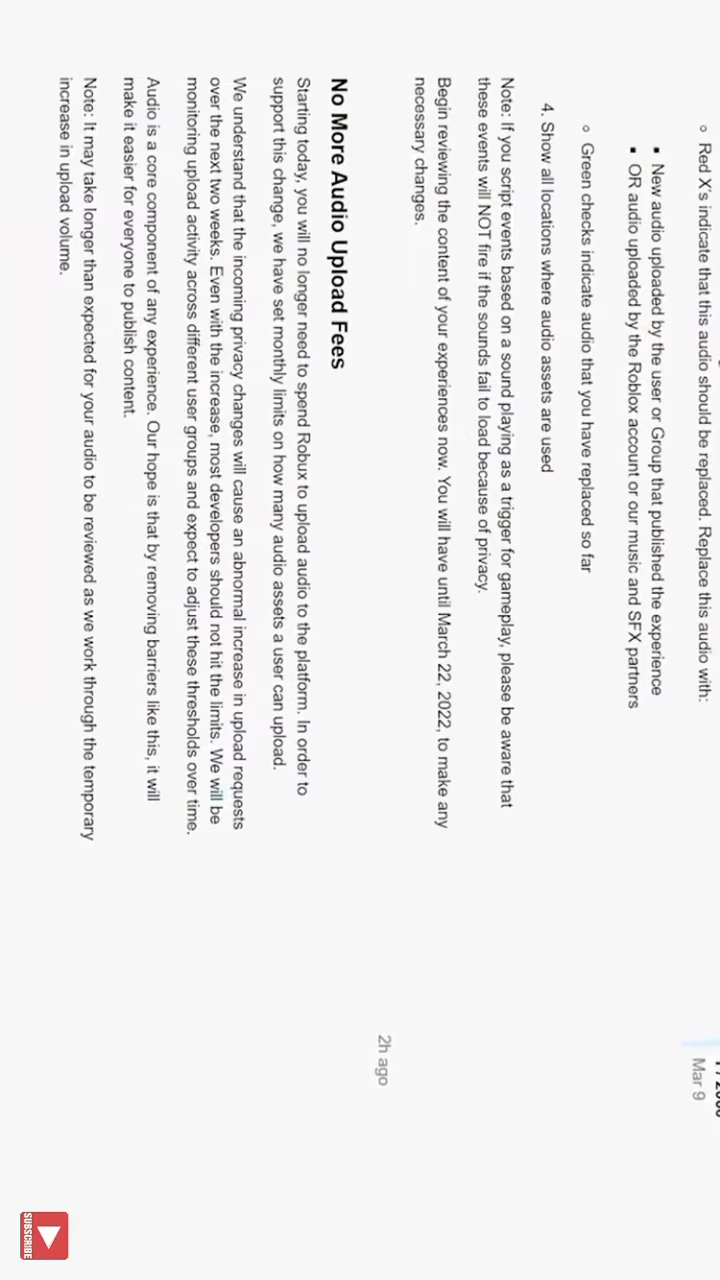 ○ Red X's indicate that this audio should be replaced. Replace this audio with:
▪ New audio uploaded by the user or Group that published the experience
▪ OR audio uploaded by the Roblox account or our music and SFX partners
○ Green checks indicate audio that you have replaced so far
4. Show all locations where audio assets are used
Note: If you script events based on a sound playing as a trigger for gameplay, please be aware that
these events will NOT fire if the sounds fail to load because of privacy.
Begin reviewing the content of your experiences now. You will have until March 22, 2022, to make any
necessary changes.
No More Audio Upload Fees
Starting today, you will no longer need to spend Robux to upload audio to the platform. In order to
support this change, we have set monthly limits on how many audio assets a user can upload.
We understand that the incoming privacy changes will cause an abnormal increase in upload requests
over the next two weeks. Even with the increase, most developers should not hit the limits. We will be
monitoring upload activity across different user groups and expect to adjust these thresholds over time.
Audio is a core component of any experience. Our hope is that by removing barriers like this, it will
make it easier for everyone to publish content.
Note: It may take longer than expected for your audio to be reviewed as we work through the temporary
increase in upload volume.
Mar 9
2h ago
SUBSCRIBE